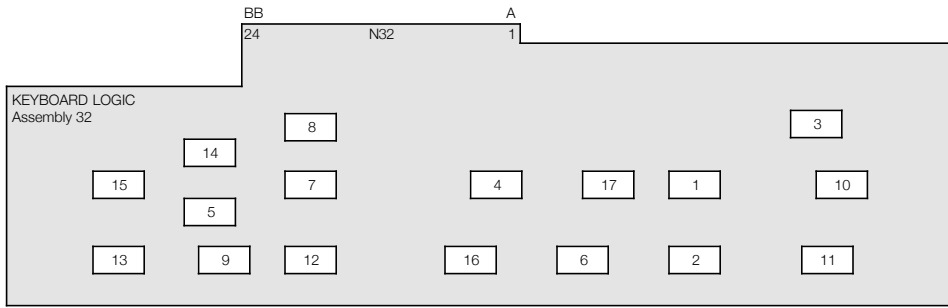 BB A
24 N32 1
KEYBOARD LOGIC
Assembly 32
8 3
14
15 7 4 17 1 10
5
13 9 12 16 6 2 11